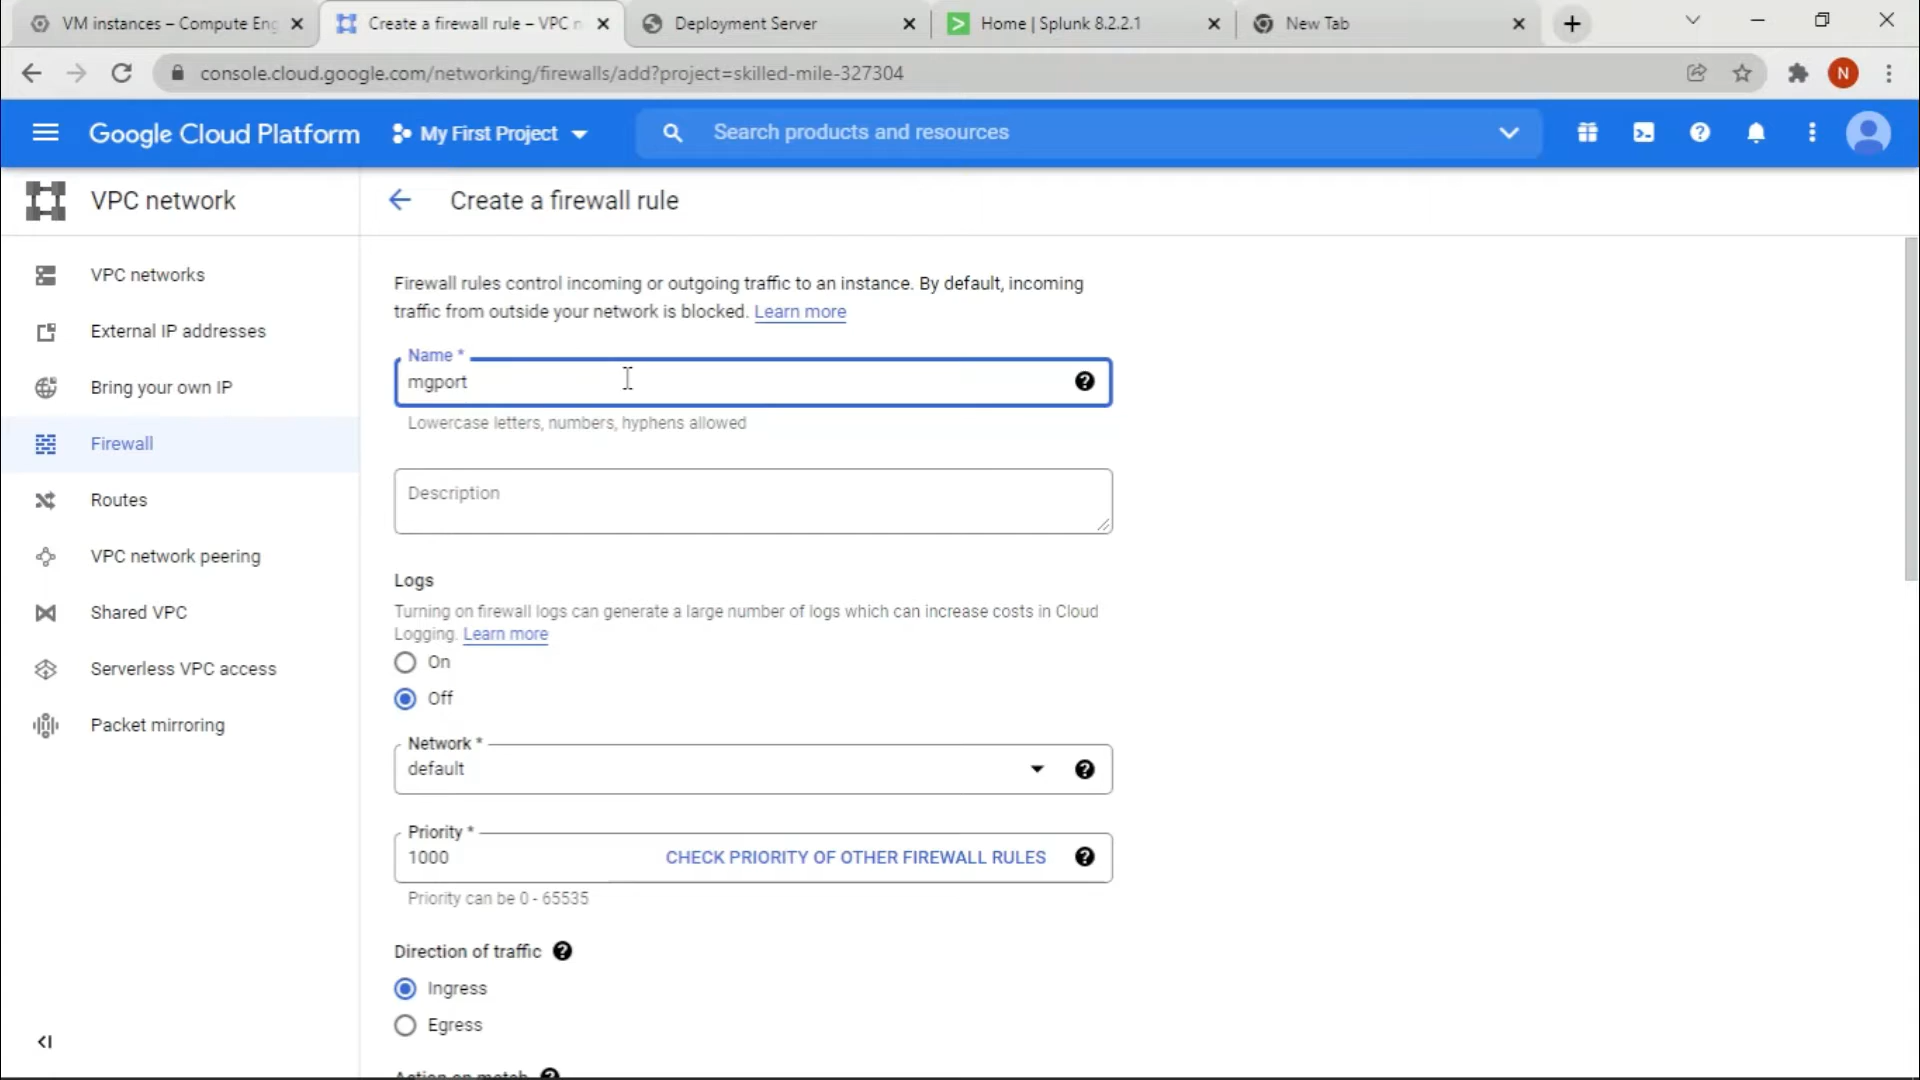 VM instances – Compute Eng
Create a firewall rule – VPC n
Deployment Server
Home | Splunk 8.2.2.1
New Tab
console.cloud.google.com/networking/firewalls/add?project=skilled-mile-327304
N
Google Cloud Platform
My First Project
Search products and resources
VPC network
Create a firewall rule
VPC networks
External IP addresses
Bring your own IP
Firewall
Routes
VPC network peering
Shared VPC
Serverless VPC access
Packet mirroring
Firewall rules control incoming or outgoing traffic to an instance. By default, incoming
traffic from outside your network is blocked. Learn more
Name *
mgport
Lowercase letters, numbers, hyphens allowed
Description
Logs
Turning on firewall logs can generate a large number of logs which can increase costs in Cloud
Logging. Learn more
On
Off
Network *
default
Priority *
1000
CHECK PRIORITY OF OTHER FIREWALL RULES
Priority can be 0 - 65535
Direction of traffic
Ingress
Egress
Action on match